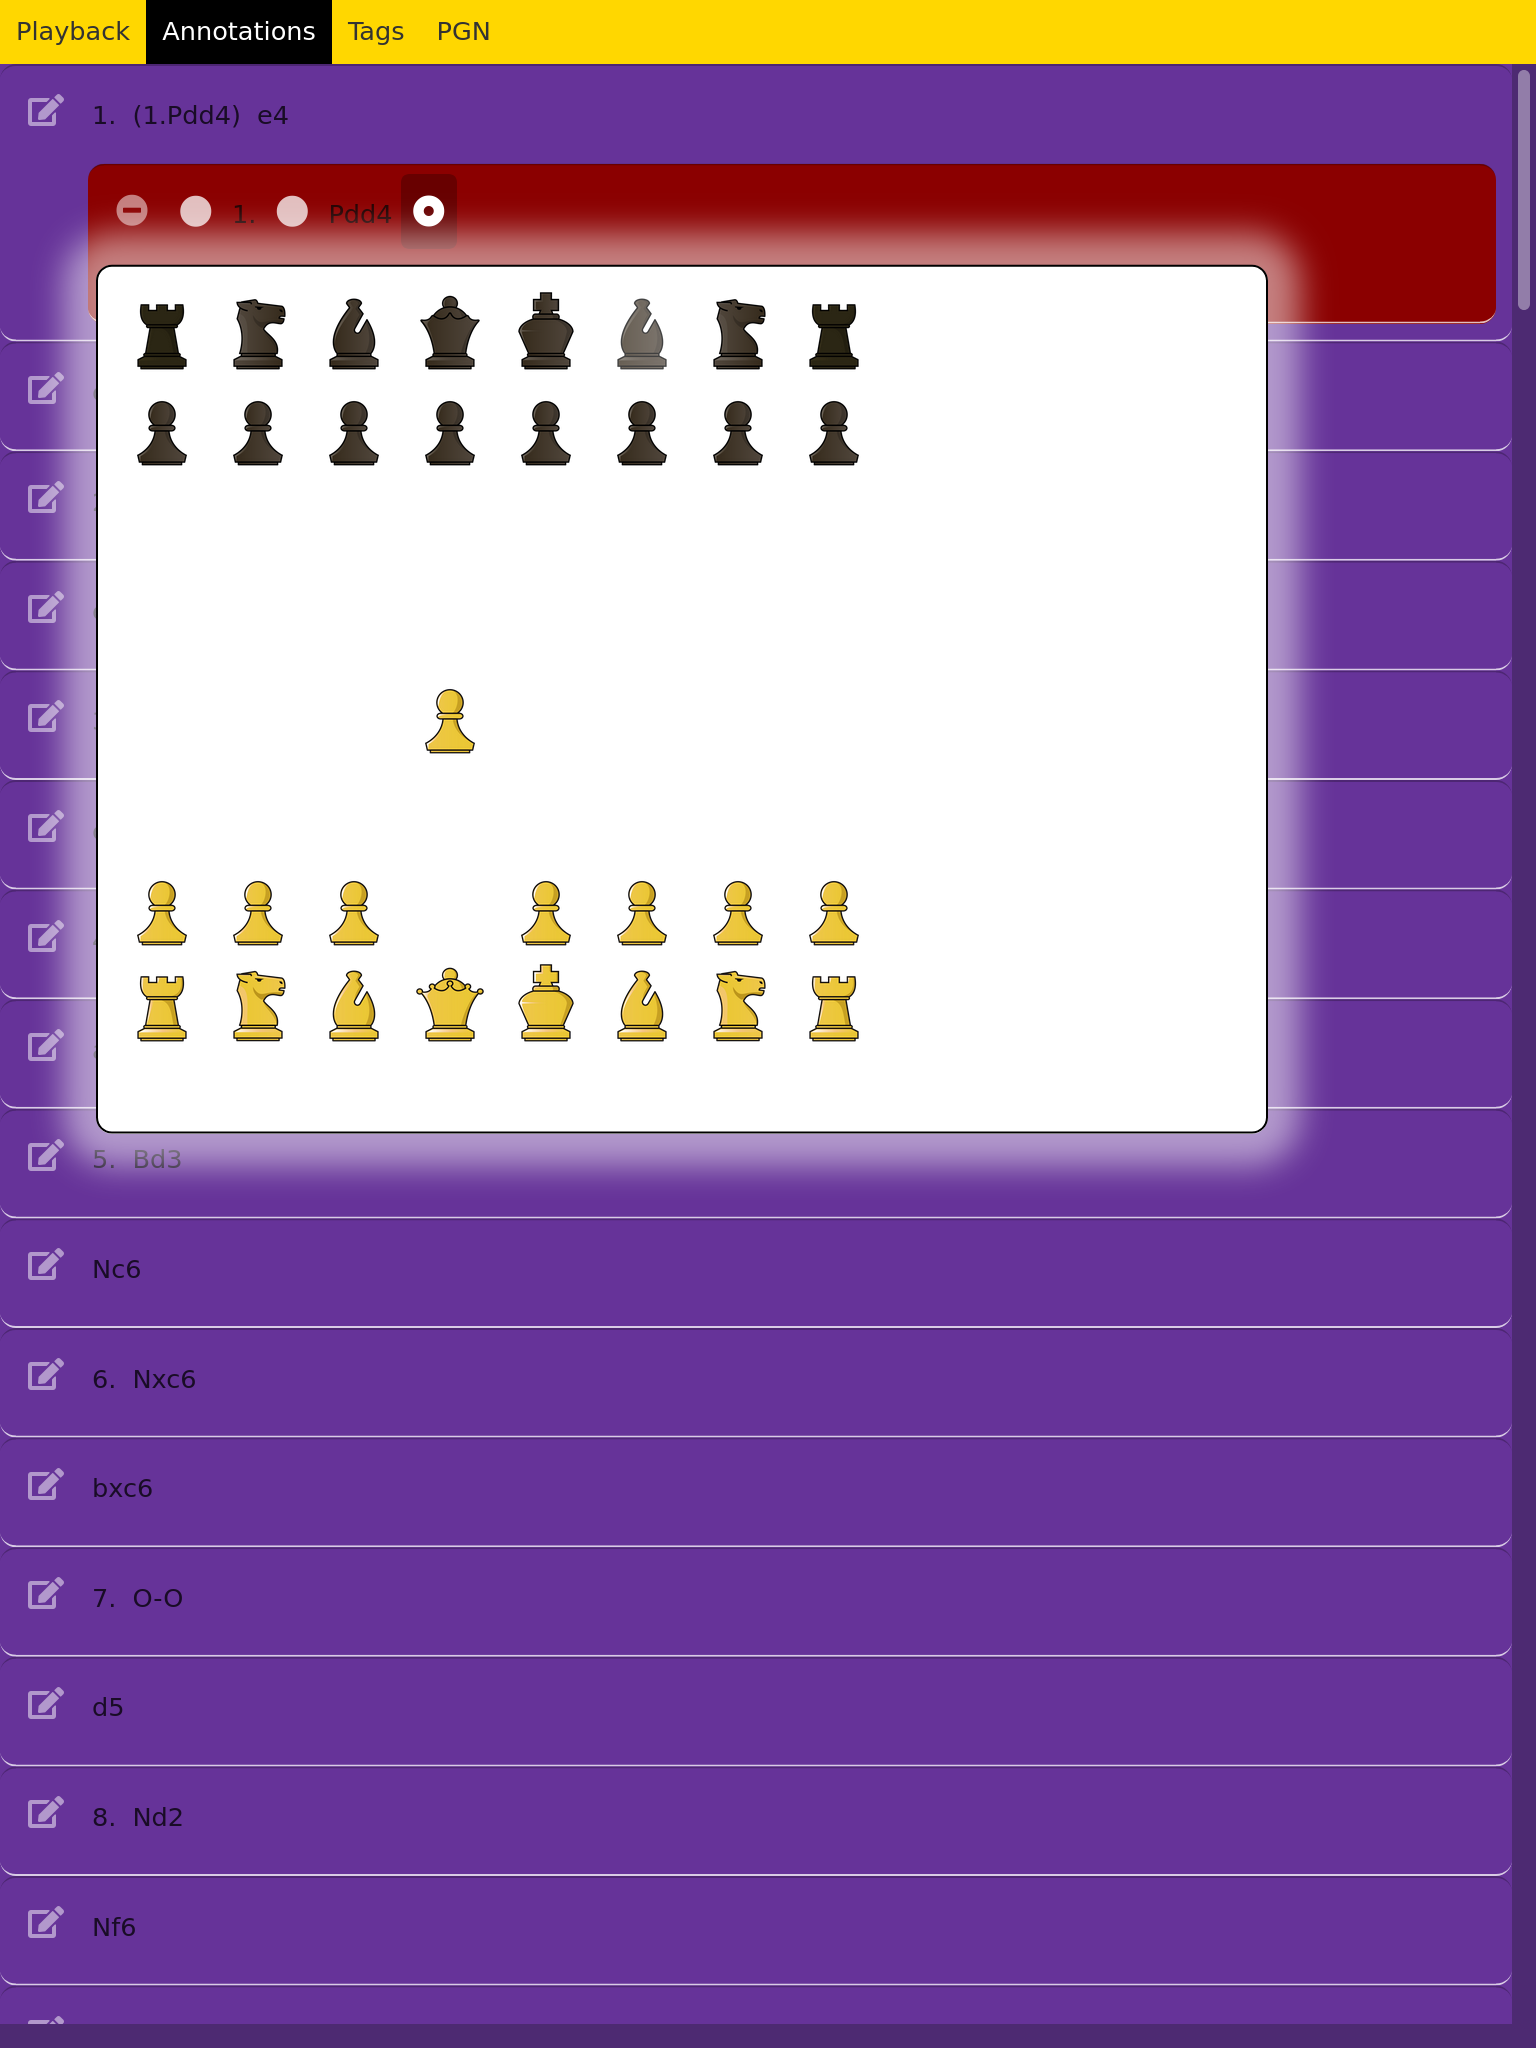 Playback Annotations Tags PGN
1. (1.Pdd4) e4
1. Pdd4
5. Bd3
Nc6
6. Nxc6
bxc6
7. O-O
d5
8. Nd2
Nf6